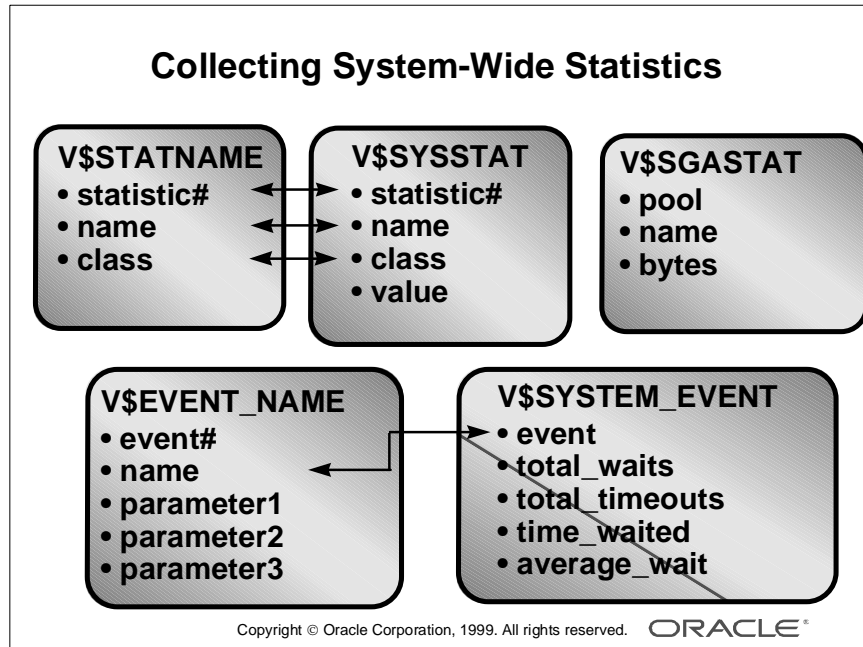 Collecting System-Wide Statistics
V$STATNAME
• statistic#
• name
• class
V$SYSSTAT
• statistic#
• name
• class
• value
V$SGASTAT
• pool
• name
• bytes
V$EVENT_NAME
• event#
• name
• parameter1
• parameter2
• parameter3
V$SYSTEM_EVENT
• event
• total_waits
• total_timeouts
• time_waited
• average_wait
Copyright © Oracle Corporation, 1999. All rights reserved. ORACLE®